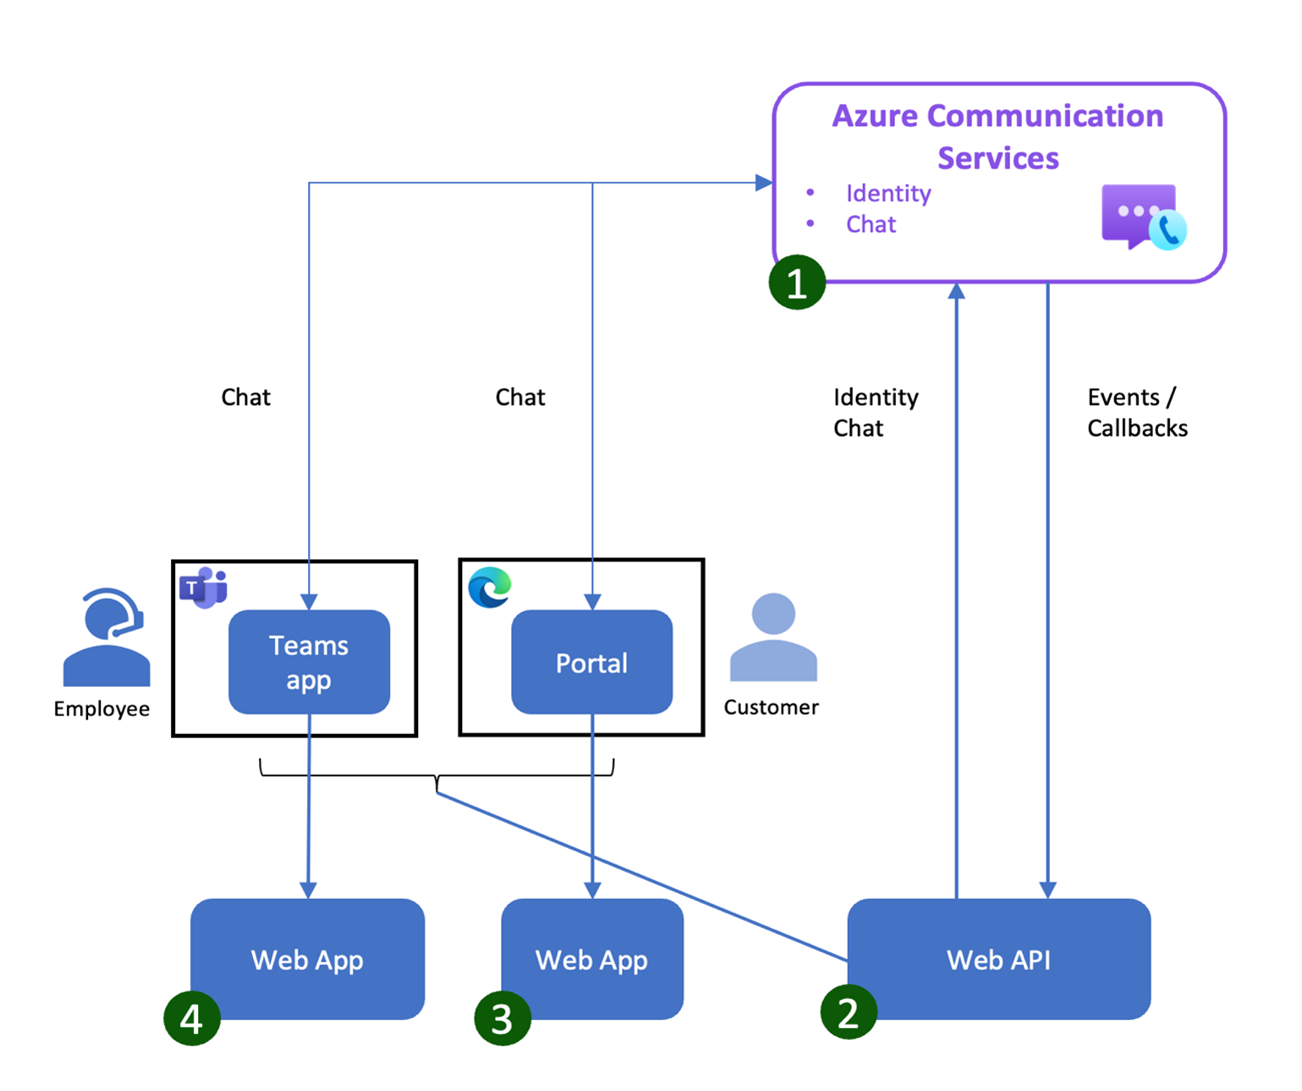 Azure Communication
Services
• Identity
• Chat
1
Chat
Chat
Identity
Chat
Events /
Callbacks
T
Teams
app
Portal
Employee
Customer
Web App
Web App
Web API
4
3
2